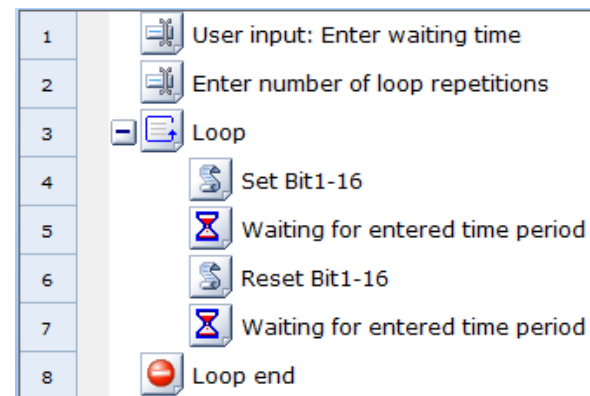 1 User input: Enter waiting time
2 Enter number of loop repetitions
3 Loop
4 Set Bit1-16
5 Waiting for entered time period
6 Reset Bit1-16
7 Waiting for entered time period
8 Loop end